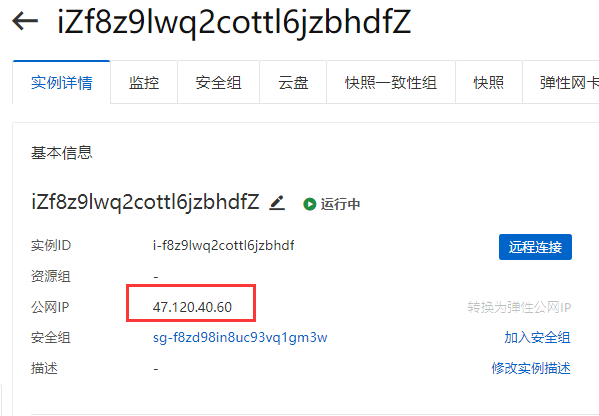 iZf8z9lwq2cottl6jzbhdfZ
实例详情 监控 安全组 云盘 快照一致性组 快照 弹性网卡
基本信息
iZf8z9lwq2cottl6jzbhdfZ 运行中
实例ID i-f8z9lwq2cottl6jzbhdf 远程连接
资源组 -
公网IP 47.120.40.60 转换为弹性公网IP
安全组 sg-f8zd98in8uc93vq1gm3w 加入安全组
描述 - 修改实例描述